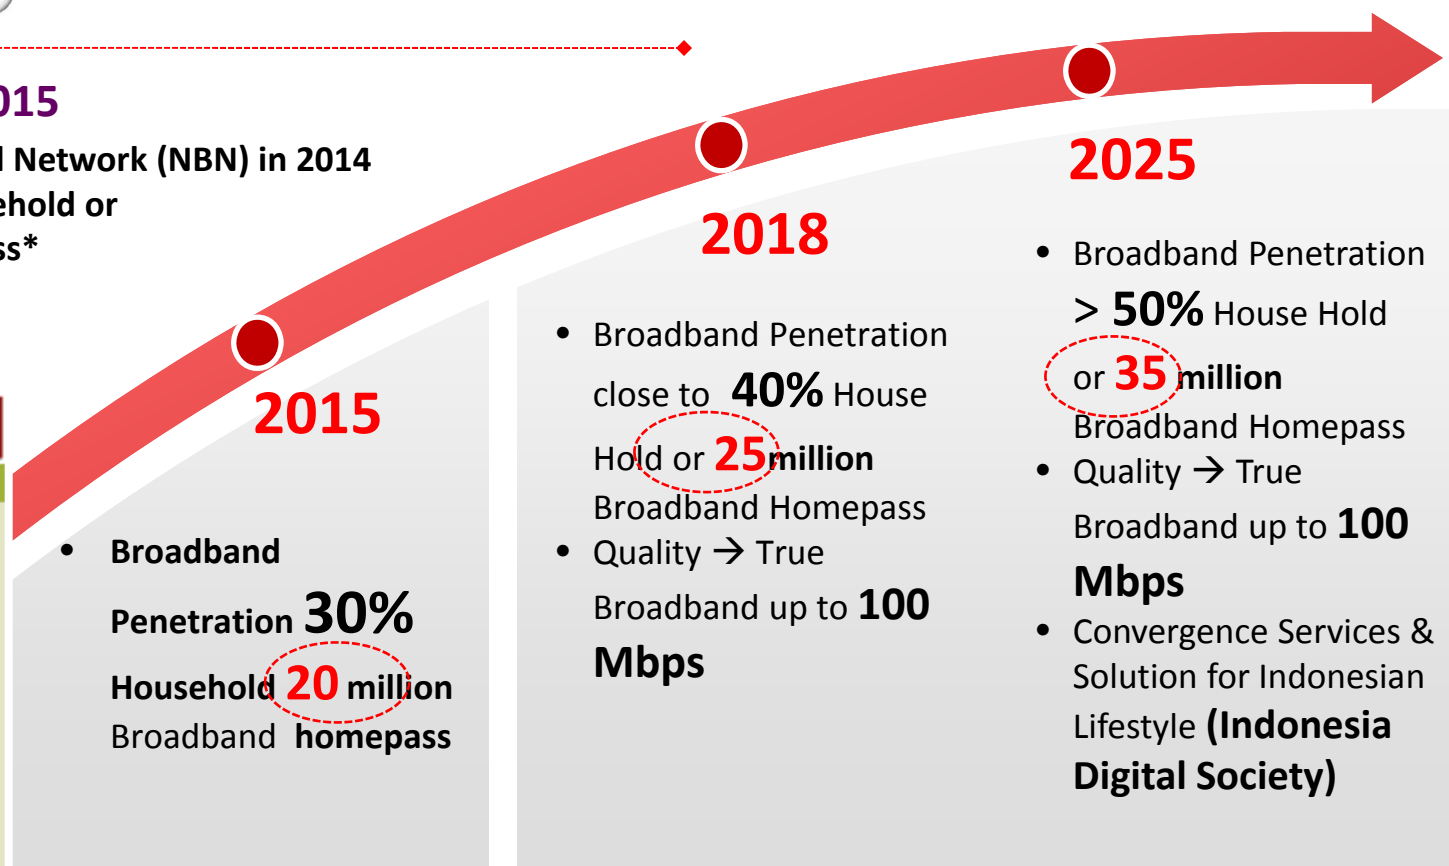 015
Network (NBN) in 2014
or
2015
• Broadband
Penetration 30%
Household 20 million
Broadband homepass
2018
• Broadband Penetration
close to 40% House
Hold or 25 million
Broadband Homepass
• Quality → True
Broadband up to 100
Mbps
2025
• Broadband Penetration
> 50% House Hold
or 35 million
Broadband Homepass
• Quality → True
Broadband up to 100
Mbps
• Convergence Services &
Solution for Indonesian
Lifestyle (Indonesia
Digital Society)